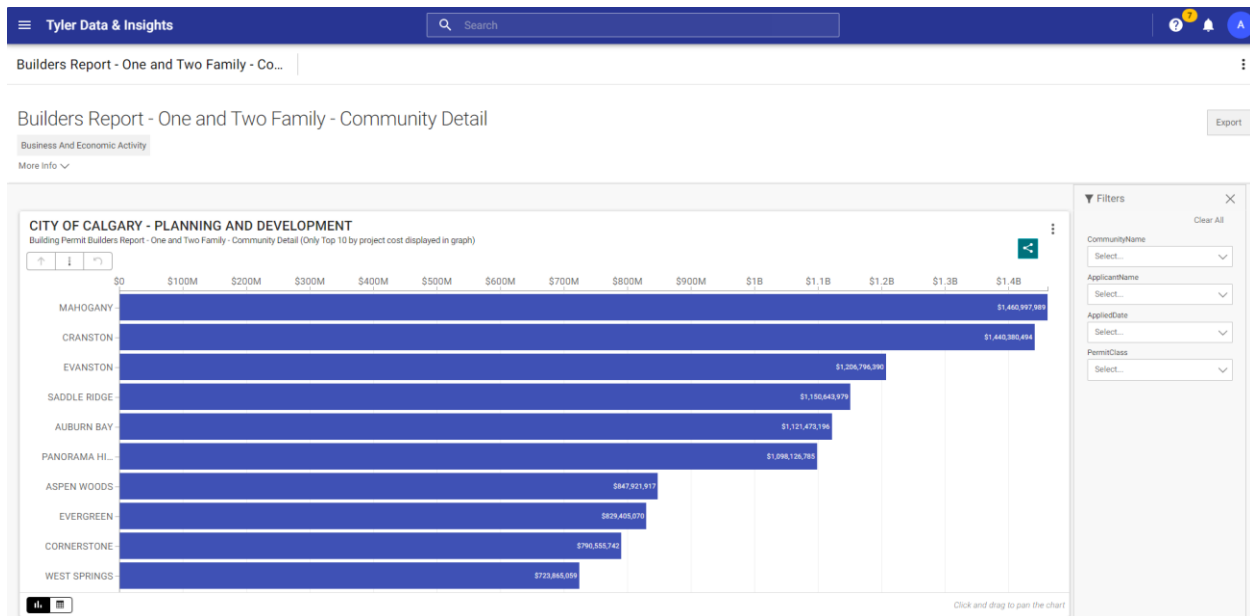 Tyler Data & Insights
Search
7
A
Builders Report - One and Two Family - Co...
Builders Report - One and Two Family - Community Detail
Export
Business And Economic Activity
More Info
Filters
Clear All
CITY OF CALGARY - PLANNING AND DEVELOPMENT
Building Permit Builders Report - One and Two Family - Community Detail (Only Top 10 by project cost displayed in graph)
CommunityName
Select...
ApplicantName
Select...
AppliedDate
Select...
PermitClass
Select...
$0 $100M $200M $300M $400M $500M $600M $700M $800M $900M $1B $1.1B $1.2B $1.3B $1.4B
MAHOGANY $1,460,997,989
CRANSTON $1,440,380,494
EVANSTON $1,206,796,390
SADDLE RIDGE $1,150,643,979
AUBURN BAY $1,121,473,196
PANORAMA HI... $1,098,126,785
ASPEN WOODS $847,921,917
EVERGREEN $829,405,070
CORNERSTONE $790,555,742
WEST SPRINGS $723,865,059
Click and drag to pan the chart